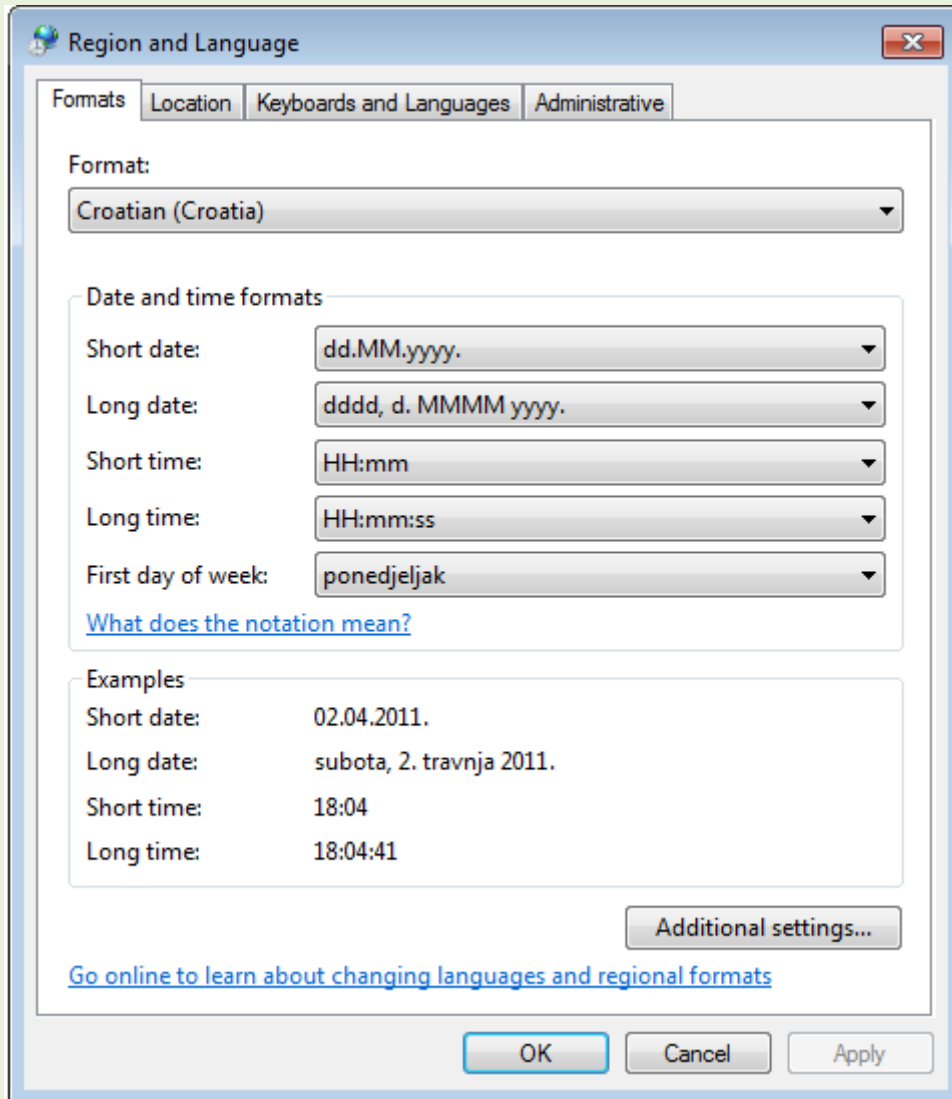 Region and Language
Formats Location Keyboards and Languages Administrative
Format:
Croatian (Croatia)
Date and time formats
Short date: dd.MM.yyyy.
Long date: dddd, d. MMMM yyyy.
Short time: HH:mm
Long time: HH:mm:ss
First day of week: ponedjeljak
What does the notation mean?
Examples
Short date: 02.04.2011.
Long date: subota, 2. travnja 2011.
Short time: 18:04
Long time: 18:04:41
Additional settings...
Go online to learn about changing languages and regional formats
OK Cancel Apply